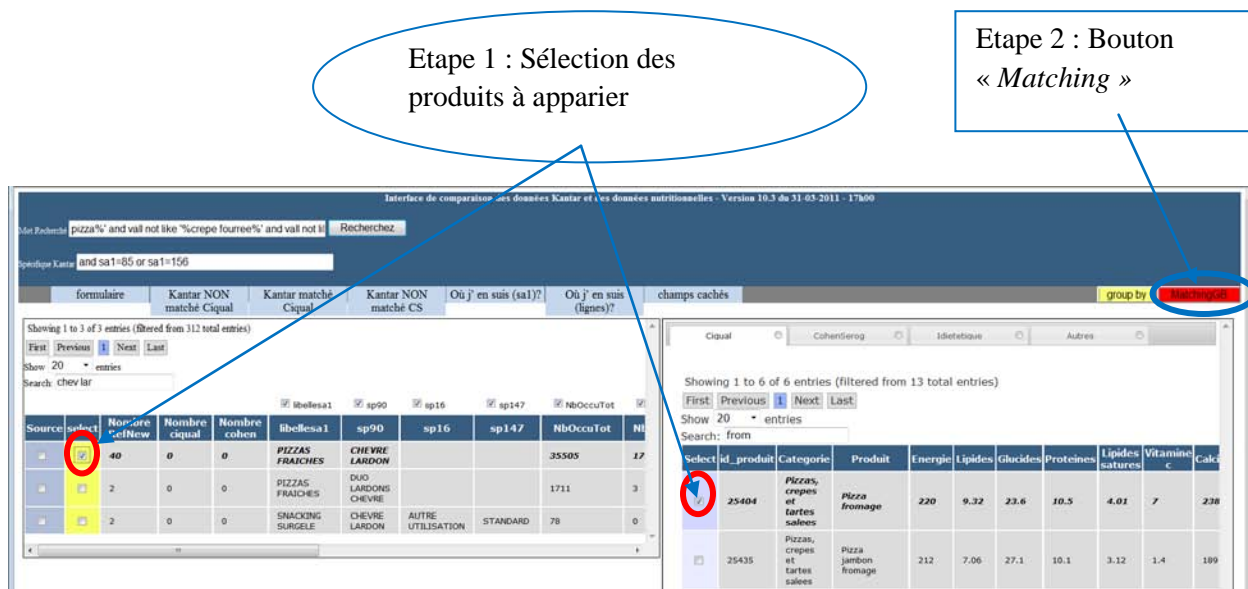 Etape 1 : Sélection des
produits à apparier
Etape 2 : Bouton
« Matching »
Interface de comparaison des données Kantar et des données nutritionnelles - Version 10.3 du 31-03-2011 - 17h00
Mot Recherché pizza%' and vall not like '%crepe fourree%' and vall not li Recherchez
Spécifique Kantar and sa1=85 or sa1=156
formulaire Kantar NON matché Ciqual Kantar matché Ciqual Kantar NON matché CS Où j' en suis (sa1)? Où j' en suis (lignes)? champs cachés group by MatchingGB
Showing 1 to 3 of 3 entries (filtered from 312 total entries)
First Previous 1 Next Last
Show 20 entries
Search: chev lar
libellesa1 sp90 sp16 sp147 NbOccuTot
Source select Nombre RefNew Nombre ciqual Nombre cohen libellesa1 sp90 sp16 sp147 NbOccuTot
40 0 0 PIZZAS FRAICHES CHEVRE LARDON 35505 17
2 0 0 PIZZAS FRAICHES DUO LARDONS CHEVRE 1711 3
2 0 0 SNACKING SURGELE CHEVRE LARDON AUTRE UTILISATION STANDARD 78 0
Ciqual CohenSerog Idietetique Autres
Showing 1 to 6 of 6 entries (filtered from 13 total entries)
First Previous 1 Next Last
Show 20 entries
Search: from
Select id_produit Categorie Produit Energie Lipides Glucides Proteines Lipides satures Vitamine c Calci
25404 Pizzas, crepes et tartes salees Pizza fromage 220 9.32 23.6 10.5 4.01 7 238
25435 Pizzas, crepes et tartes salees Pizza jambon fromage 212 7.06 27.1 10.1 3.12 1.4 189